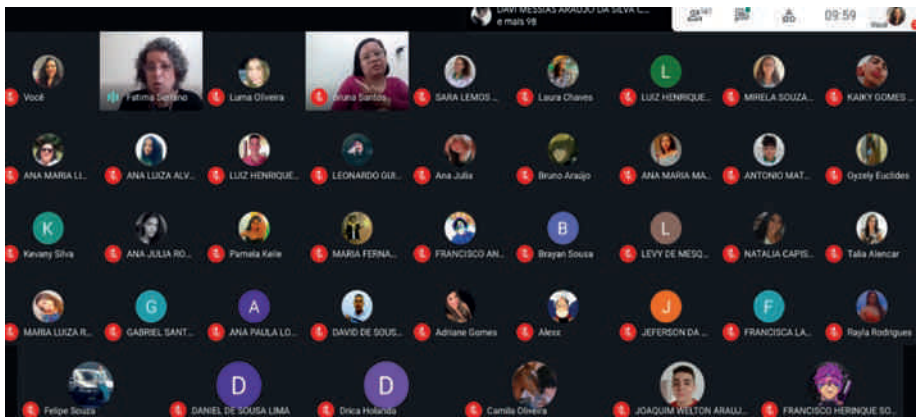 DAVI MESSIAS ARAUJO DA SILVA C...
e mais 98
09:59
Você
Você
Fatima Serrano
Luma Oliveira
Bruna Santos
SARA LEMOS ...
Laura Chaves
LUIZ HENRIQUE...
MIRELA SOUZA...
KAIKY GOMES ...
ANA MARIA LI...
ANA LUIZA ALV...
LUIZ HENRIQUE...
LEONARDO GUI...
Ana Julia
Bruno Araújo
ANA MARIA MA...
ANTONIO MAT...
Gyzely Euclides
K
B
L
Kevany Silva
ANA JULIA RO...
Pamela Keile
MARIA FERNA...
FRANCISCO AN...
Brayan Sousa
LEVY DE MESQ...
NATALIA CAPIS...
Talia Alencar
G
A
J
F
MARIA LUIZA R...
GABRIEL SANT...
ANA PAULA LO...
DAVID DE SOUS...
Adriane Gomes
Alexx
JEFERSON DA ...
FRANCISCA LA...
Rayla Rodrigues
D
D
Felipe Souza
DANIEL DE SOUSA LIMA
Drica Holanda
Camile Oliveira
JOAQUIM WELTON ARAUJ...
FRANCISCO HERINQUE SO...
L